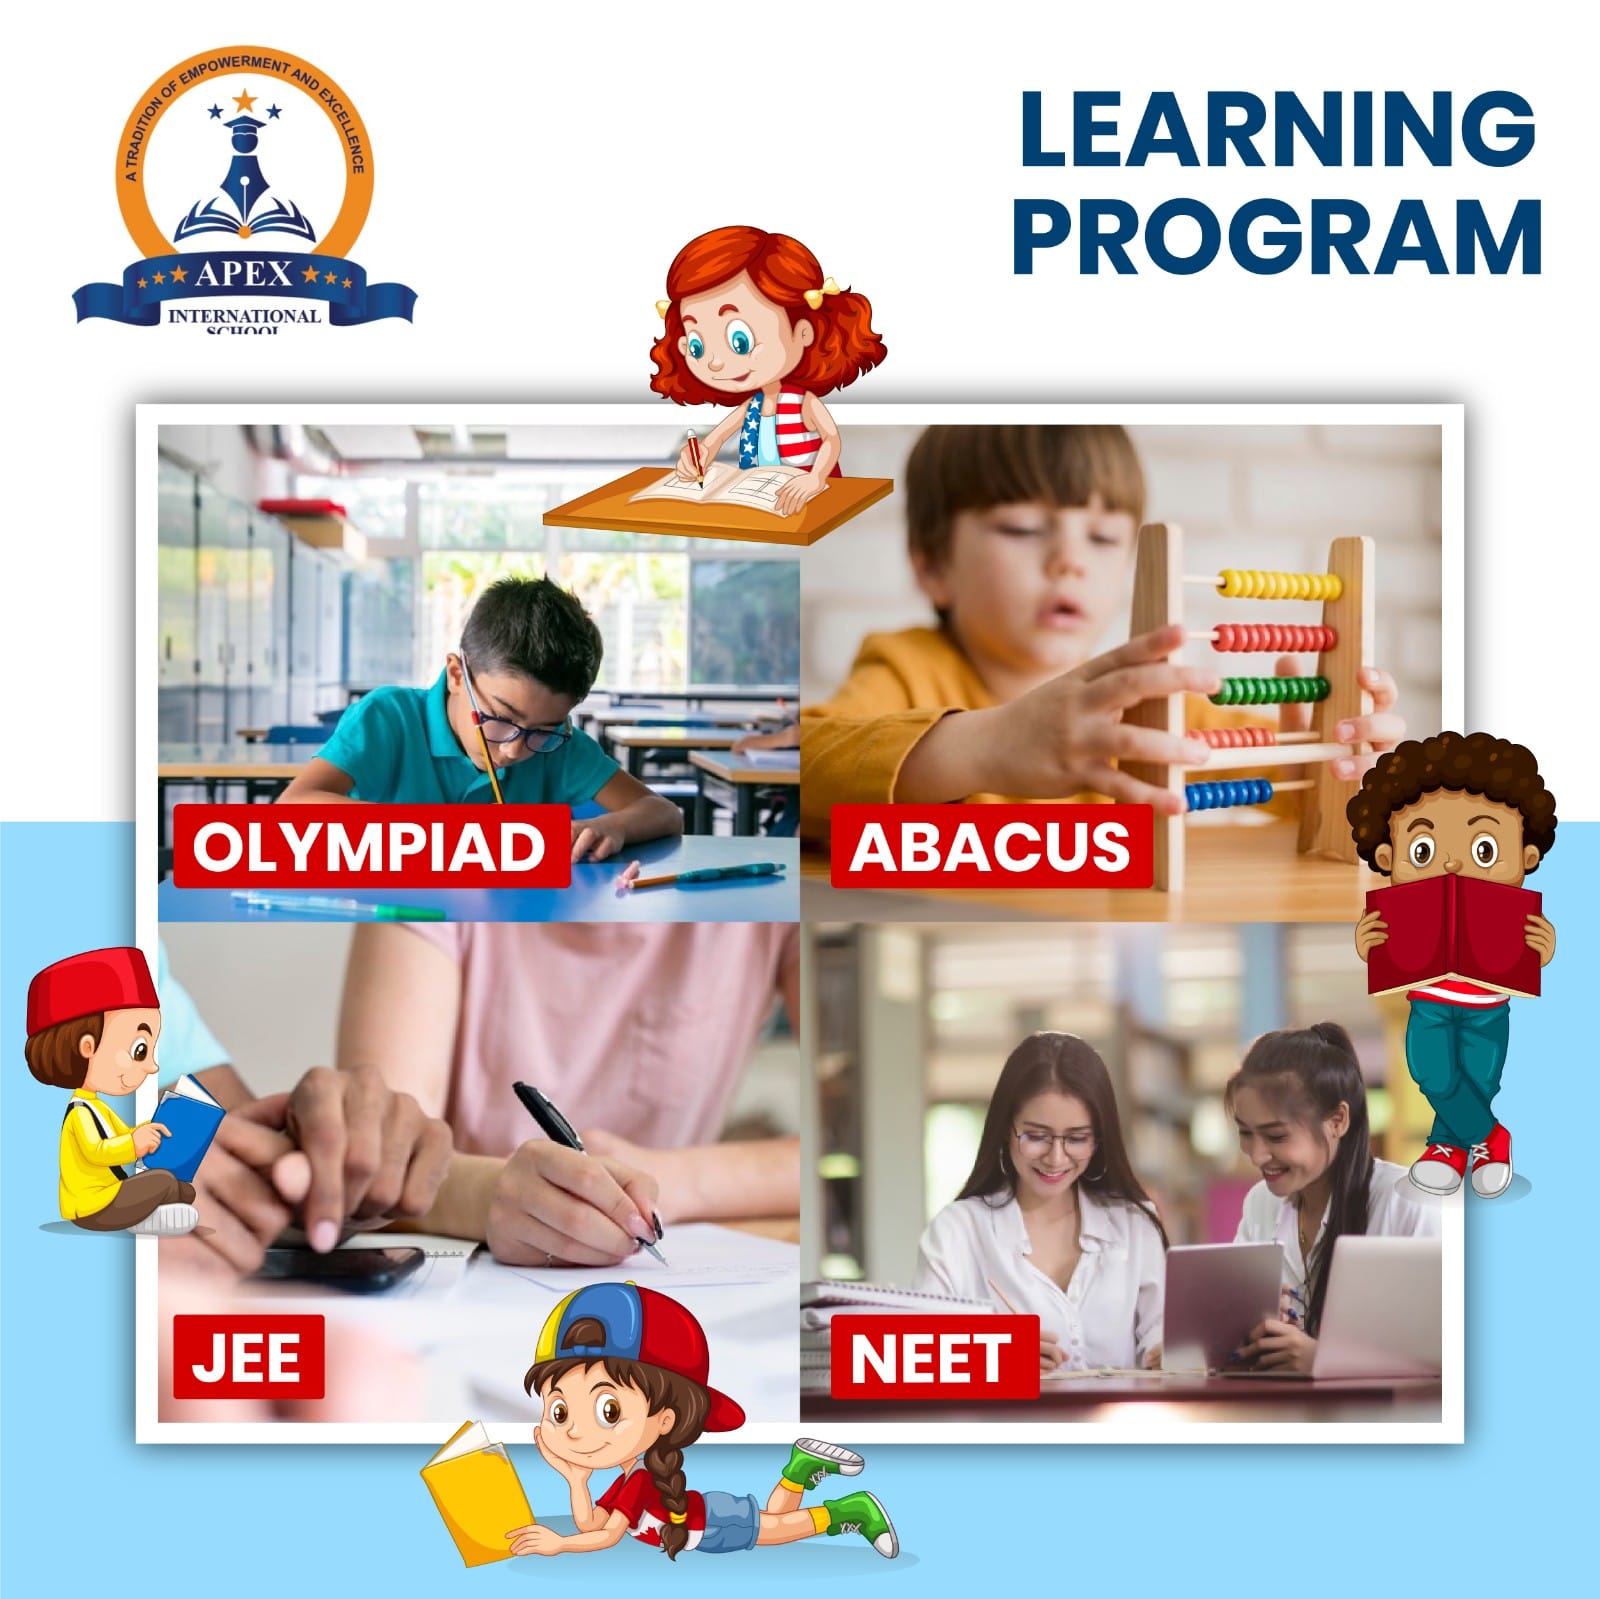 A TRADITION OF EMPOWERMENT AND EXCELLENCE
APEX
INTERNATIONAL
SCHOOL
LEARNING
PROGRAM
OLYMPIAD
ABACUS
JEE
NEET